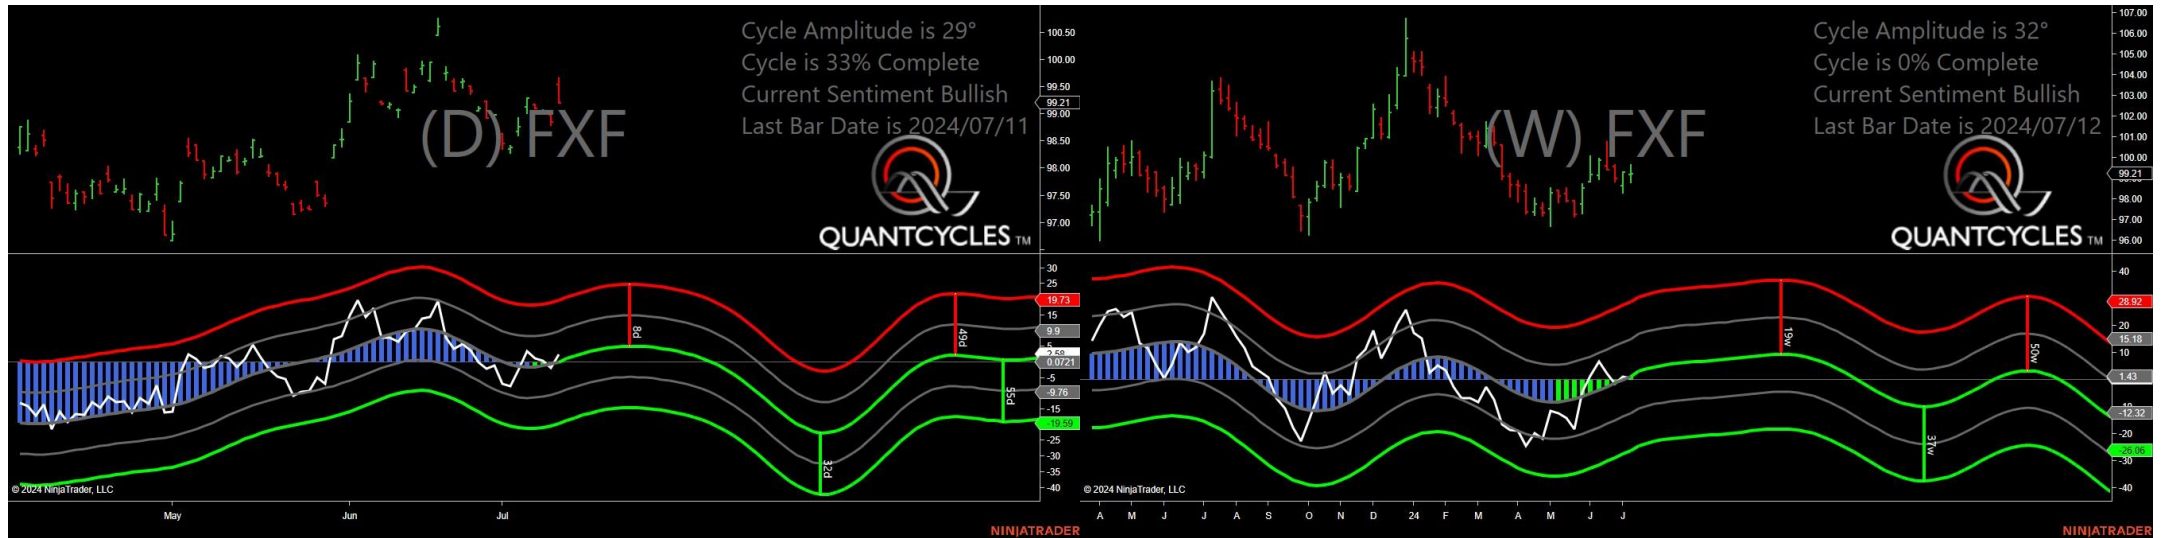 Cycle Amplitude is 29°
Cycle is 33% Complete
Current Sentiment Bullish
Last Bar Date is 2024/07/11
(D) FXF
QUANTCYCLES TM
100.50
100.00
99.50
99.21
99.00
98.50
98.00
97.50
97.00
30
25
19.73
15
9.9
5
2.58
0.0721
-5
-9.76
-15
-19.59
-25
-30
-35
-40
8d
32d
49d
55d
© 2024 NinjaTrader, LLC
May
Jun
Jul
NINJATRADER
Cycle Amplitude is 32°
Cycle is 0% Complete
Current Sentiment Bullish
Last Bar Date is 2024/07/12
(W) FXF
QUANTCYCLES TM
107.00
106.00
105.00
104.00
103.00
102.00
101.00
100.00
99.21
98.00
97.00
96.00
40
28.92
20
15.18
10
1.43
-12.32
-20
-26.06
-30
-40
19w
37w
50w
© 2024 NinjaTrader, LLC
A M J J A S O N D 24 F M A M J J
NINJATRADER